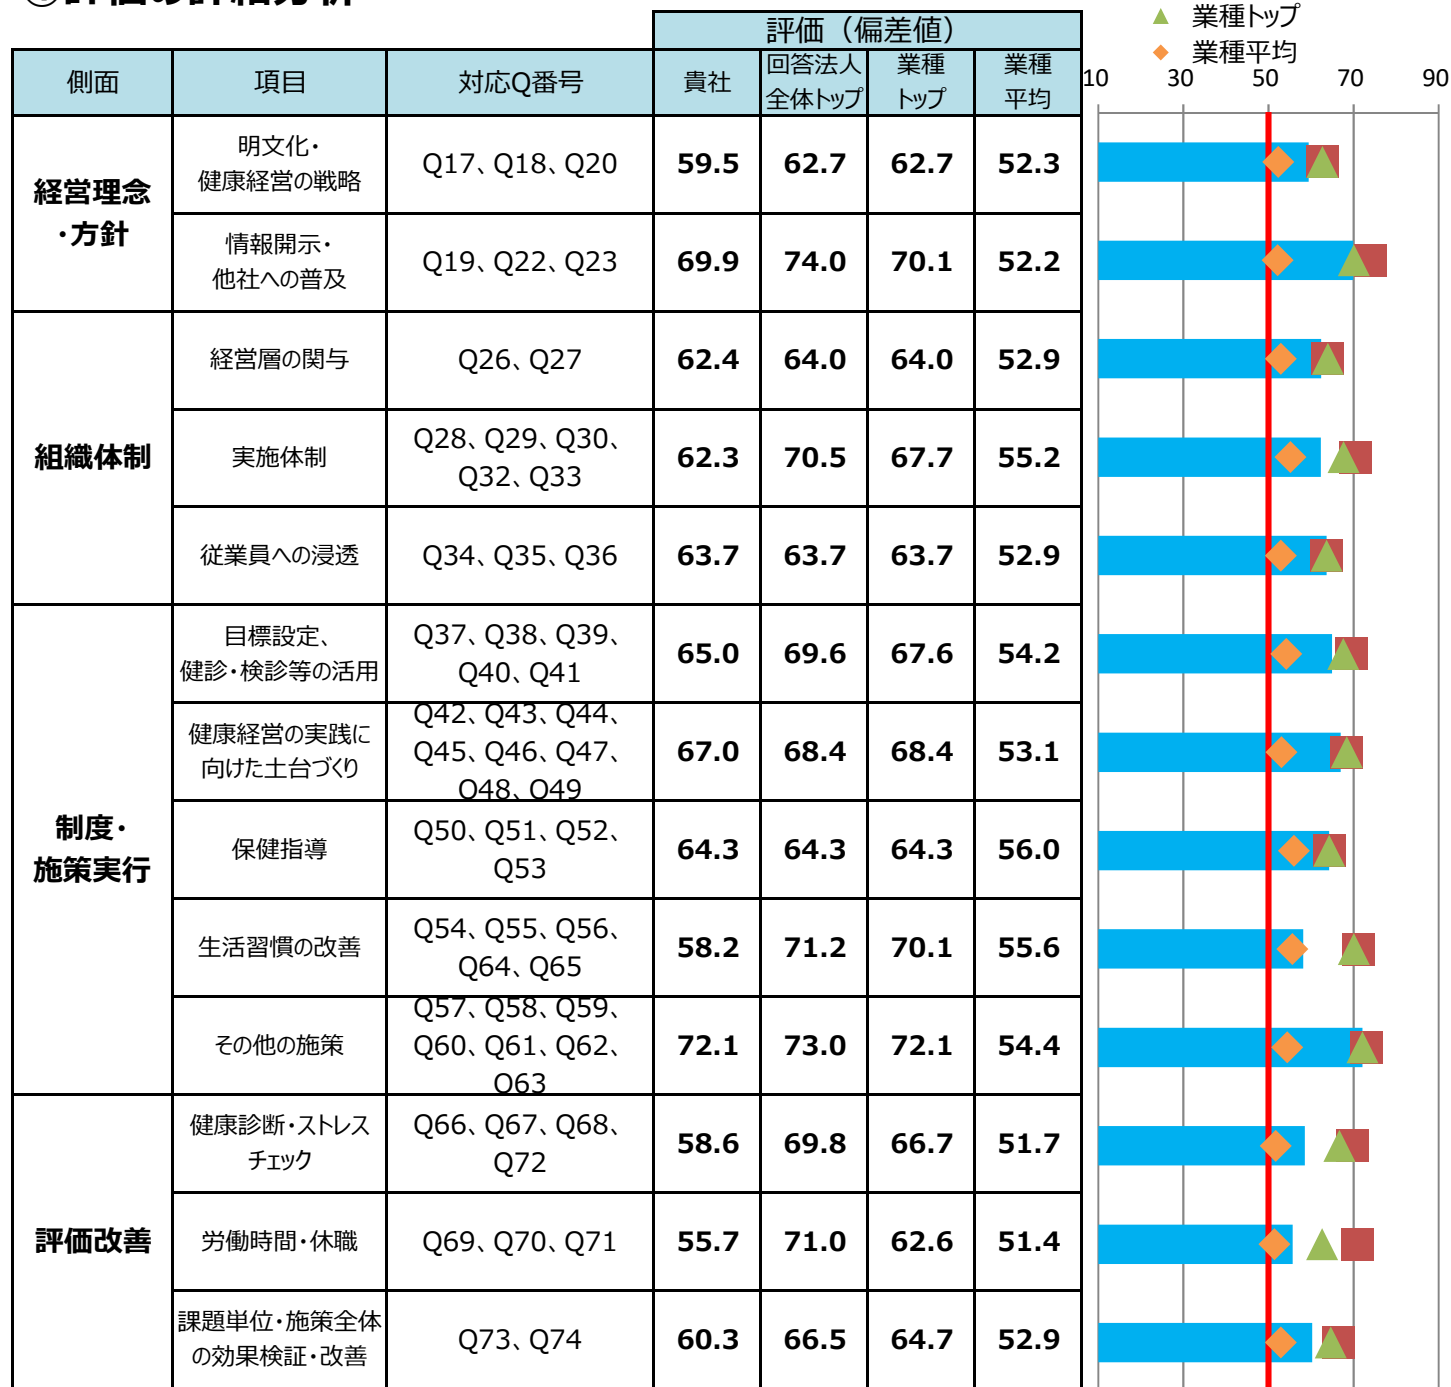 ①評価の詳細分析
▲ 業種トップ
◆ 業種平均
評価（偏差値）
側面 項目 対応Q番号 貴社 回答法人 業種 業種
全体トップ トップ 平均
10 30 50 70 90
経営理念
・方針
明文化・
健康経営の戦略
Q17、Q18、Q20 59.5 62.7 62.7 52.3
情報開示・
他社への普及
Q19、Q22、Q23 69.9 74.0 70.1 52.2
組織体制
経営層の関与 Q26、Q27 62.4 64.0 64.0 52.9
実施体制
Q28、Q29、Q30、
Q32、Q33
62.3 70.5 67.7 55.2
従業員への浸透 Q34、Q35、Q36 63.7 63.7 63.7 52.9
制度・
施策実行
目標設定、
健診・検診等の活用
Q37、Q38、Q39、
Q40、Q41
65.0 69.6 67.6 54.2
健康経営の実践に
向けた土台づくり
Q42、Q43、Q44、
Q45、Q46、Q47、
Q48、Q49
67.0 68.4 68.4 53.1
保健指導
Q50、Q51、Q52、
Q53
64.3 64.3 64.3 56.0
生活習慣の改善
Q54、Q55、Q56、
Q64、Q65
58.2 71.2 70.1 55.6
その他の施策
Q57、Q58、Q59、
Q60、Q61、Q62、
Q63
72.1 73.0 72.1 54.4
評価改善
健康診断・ストレス
チェック
Q66、Q67、Q68、
Q72
58.6 69.8 66.7 51.7
労働時間・休職 Q69、Q70、Q71 55.7 71.0 62.6 51.4
課題単位・施策全体
の効果検証・改善
Q73、Q74 60.3 66.5 64.7 52.9